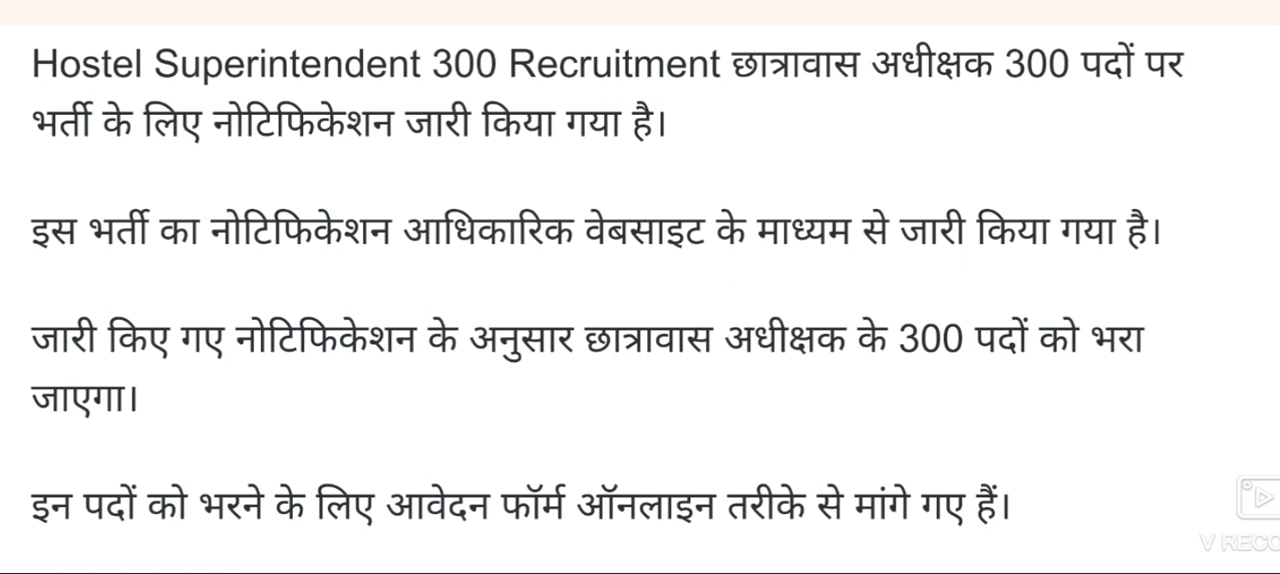 Hostel Superintendent 300 Recruitment छात्रावास अधीक्षक 300 पदों पर
भर्ती के लिए नोटिफिकेशन जारी किया गया है।
इस भर्ती का नोटिफिकेशन आधिकारिक वेबसाइट के माध्यम से जारी किया गया है।
जारी किए गए नोटिफिकेशन के अनुसार छात्रावास अधीक्षक के 300 पदों को भरा
जाएगा।
इन पदों को भरने के लिए आवेदन फॉर्म ऑनलाइन तरीके से मांगे गए हैं।
V RECO